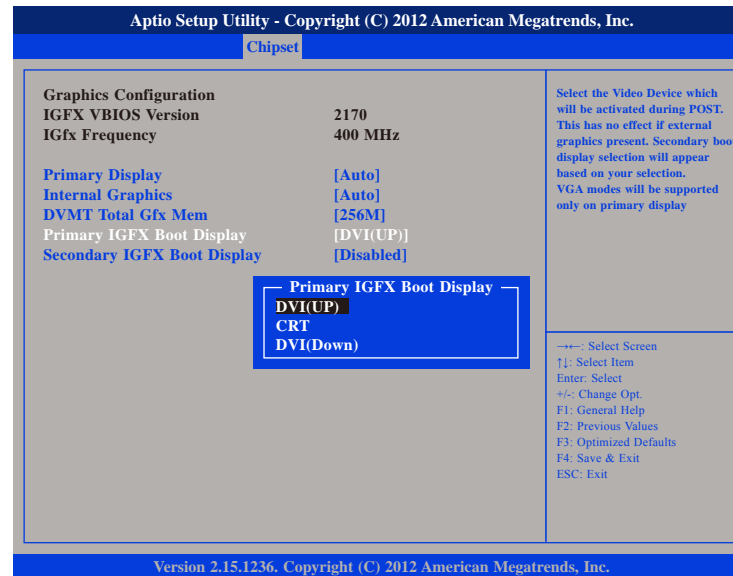 Aptio Setup Utility - Copyright (C) 2012 American Megatrends, Inc.
Chipset
Graphics Configuration
IGFX VBIOS Version 2170
IGfx Frequency 400 MHz
Primary Display [Auto]
Internal Graphics [Auto]
DVMT Total Gfx Mem [256M]
Primary IGFX Boot Display [DVI(UP)]
Secondary IGFX Boot Display [Disabled]
Primary IGFX Boot Display
DVI(UP)
CRT
DVI(Down)
Select the Video Device which
will be activated during POST.
This has no effect if external
graphics present. Secondary boo
display selection will appear
based on your selection.
VGA modes will be supported
only on primary display
→←: Select Screen
↑↓: Select Item
Enter: Select
+/-: Change Opt.
F1: General Help
F2: Previous Values
F3: Optimized Defaults
F4: Save & Exit
ESC: Exit
Version 2.15.1236. Copyright (C) 2012 American Megatrends, Inc.